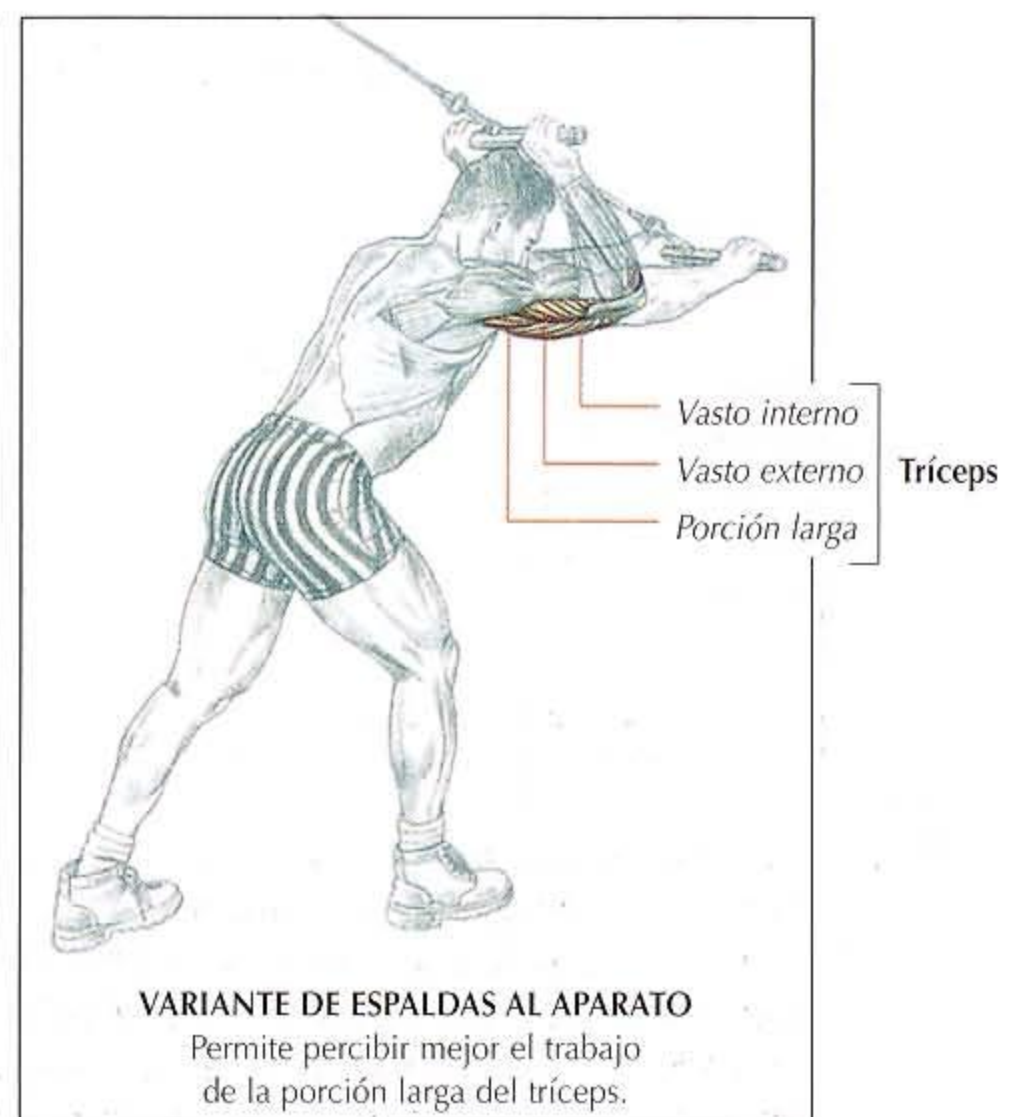 Vasto interno
Vasto externo
Tríceps
Porción larga
VARIANTE DE ESPALDAS AL APARATO
Permite percibir mejor el trabajo
de la porción larga del tríceps.